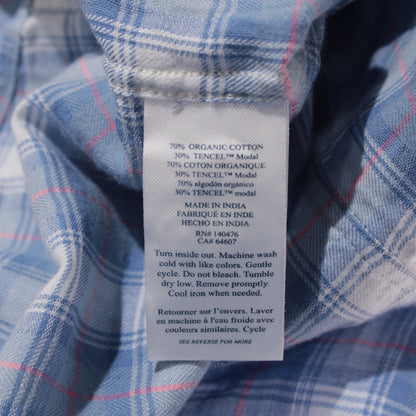 70% ORGANIC COTTON
30% TENCEL™ Modal
70% COTON ORGANIQUE
30% TENCEL™ Modal
70% algodón orgánico
30% TENCEL™ modal
MADE IN INDIA
FABRIQUÉ EN INDE
HECHO EN INDIA
RN# 140476
CA# 64607
Turn inside out. Machine wash
cold with like colors. Gentle
cycle. Do not bleach. Tumble
dry low. Remove promptly.
Cool iron when needed.
Retourner sur l'envers. Laver
en machine à l'eau froide avec
couleurs similaires. Cycle
SEE REVERSE FOR MORE